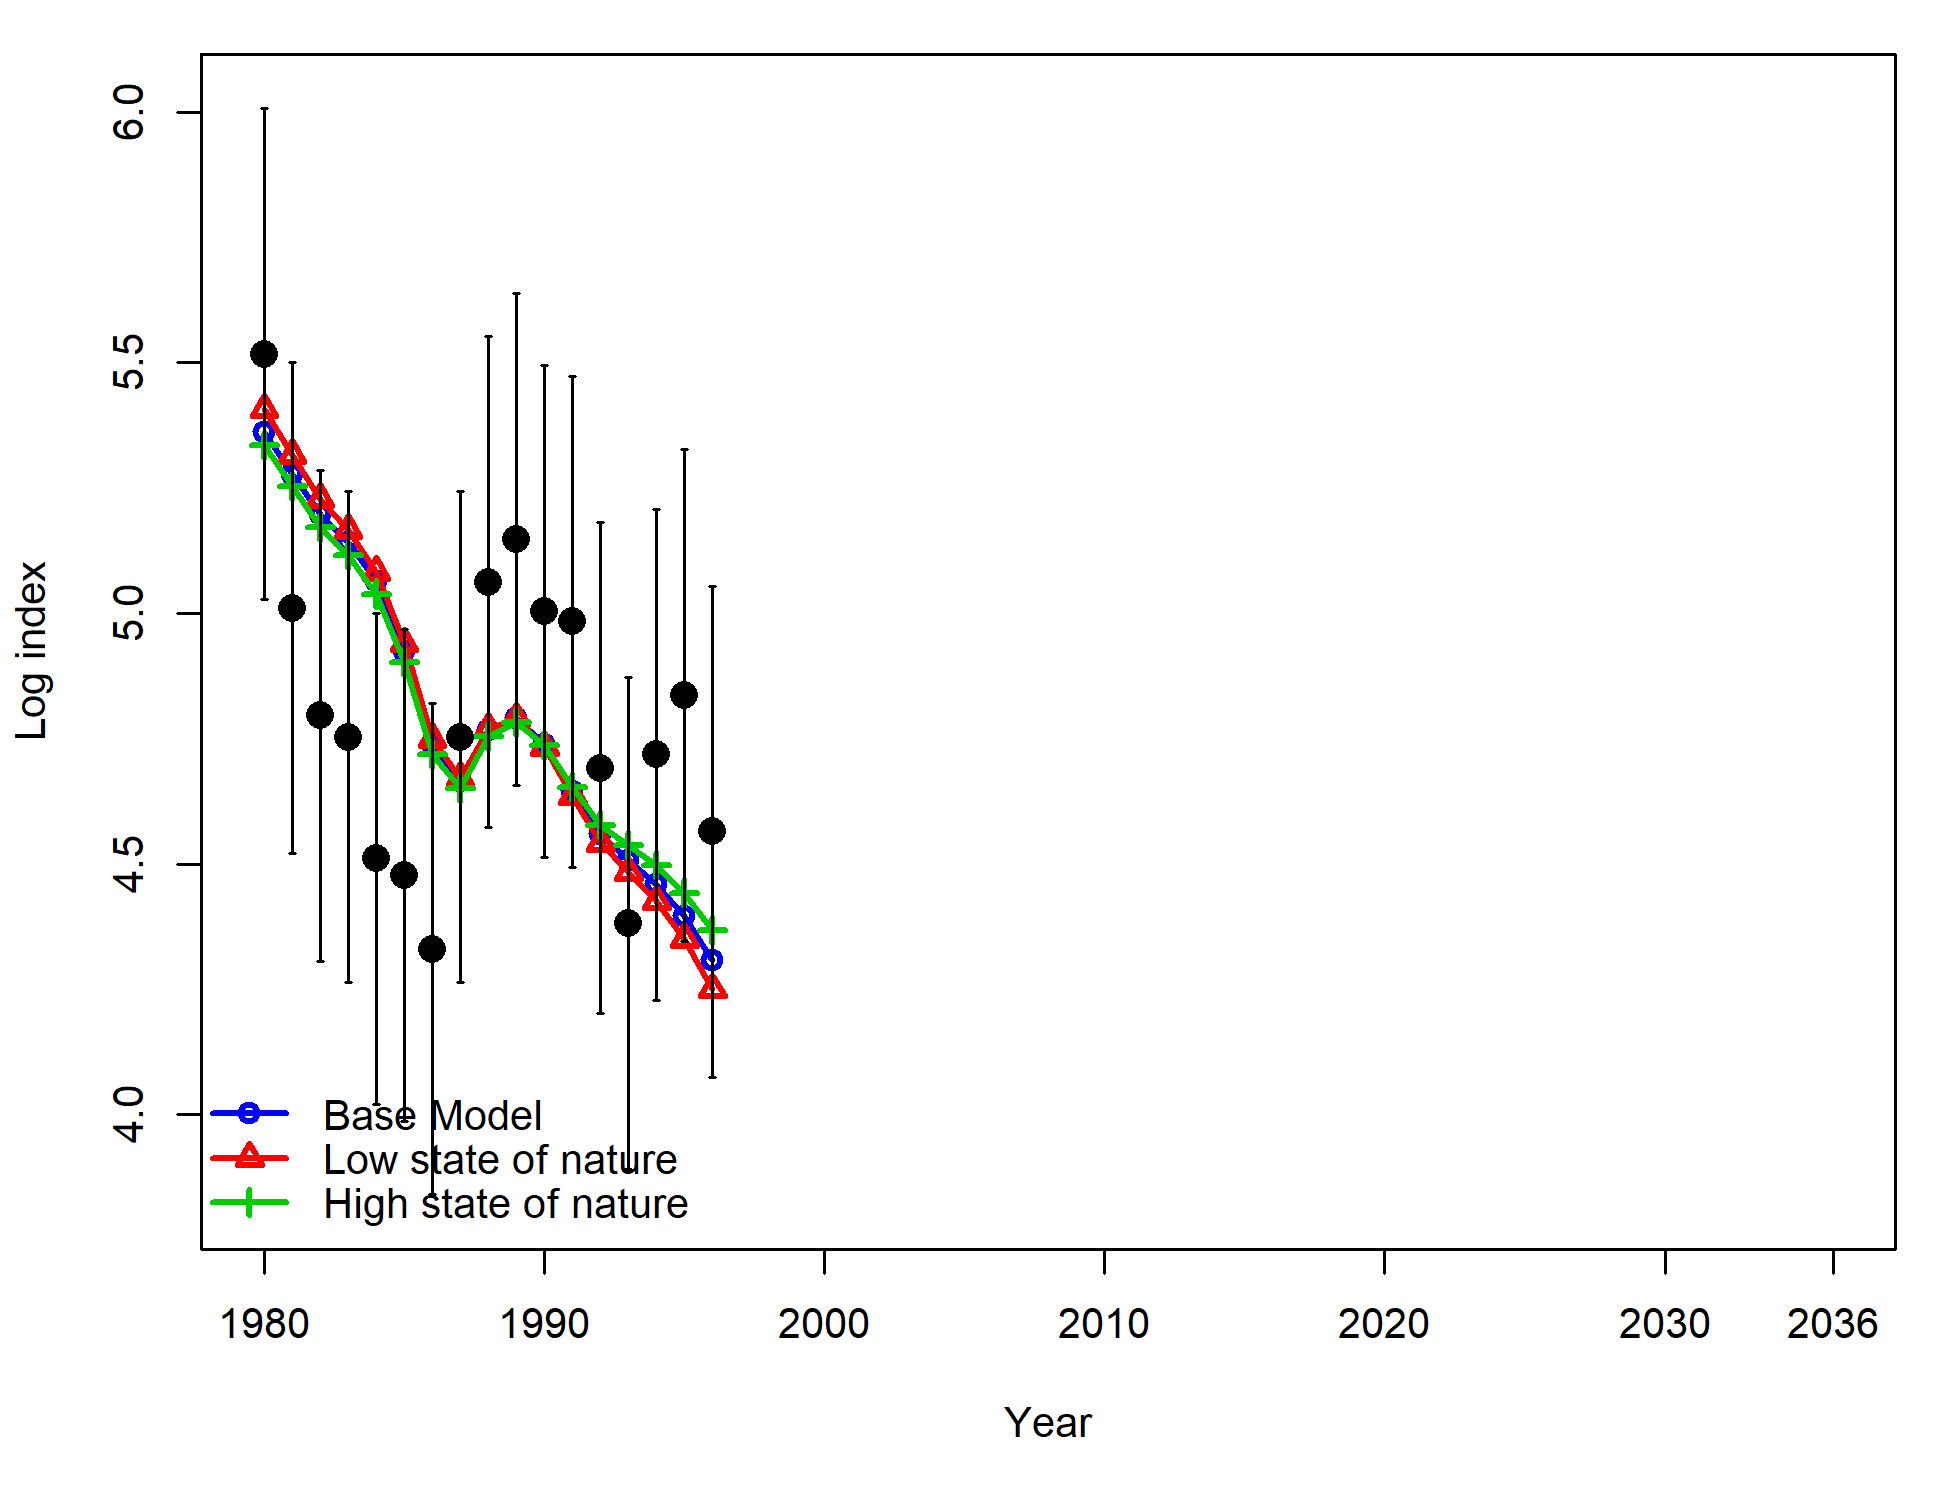 6.0
5.5
5.0
4.5
4.0
Log index
Base Model
Low state of nature
High state of nature
1980 1990 2000 2010 2020 2030 2036
Year